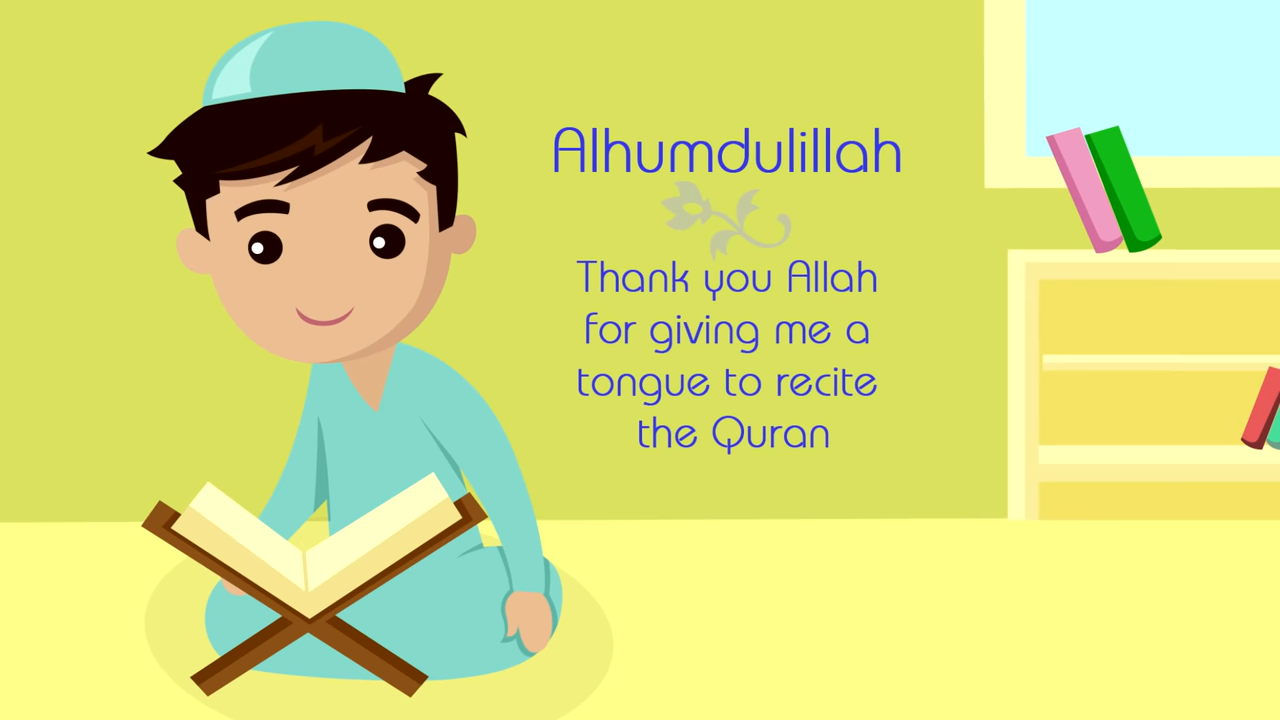 Alhumdulillah
Thank you Allah
for giving me a
tongue to recite
the Quran